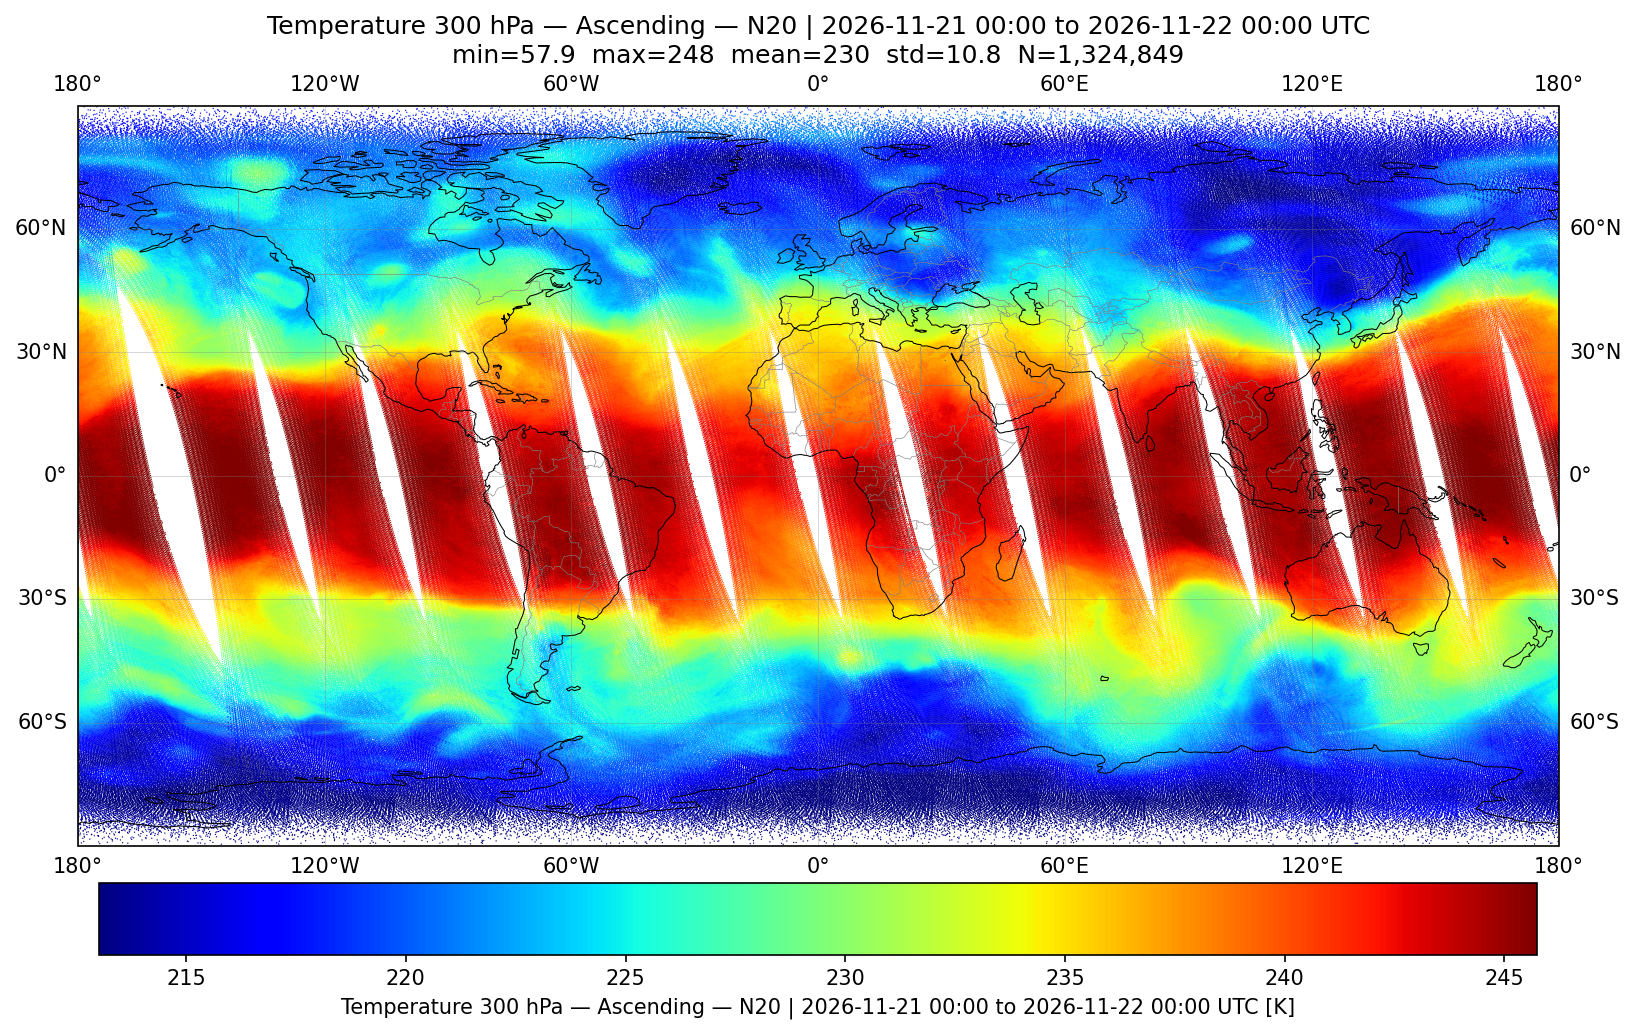 Temperature 300 hPa — Ascending — N20 | 2026-11-21 00:00 to 2026-11-22 00:00 UTC
min=57.9  max=248  mean=230  std=10.8  N=1,324,849
180° 120°W 60°W 0° 60°E 120°E 180°
60°N 60°N
30°N 30°N
0° 0°
30°S 30°S
60°S 60°S
180° 120°W 60°W 0° 60°E 120°E 180°
215 220 225 230 235 240 245
Temperature 300 hPa — Ascending — N20 | 2026-11-21 00:00 to 2026-11-22 00:00 UTC [K]